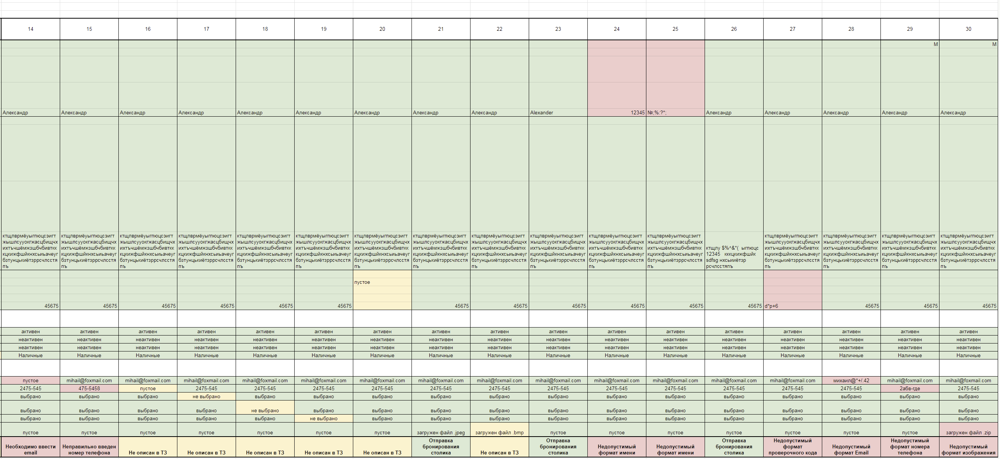 14 15 16 17 18 19 20 21 22 23 24 25 26 27 28 29 30
М М
Александр Александр Александр Александр Александр Александр Александр Александр Александр Alexander 12345 №;%:?*; Александр Александр Александр Александр Александр
ктщлврмёуыгпюцсэигт ктщлврмёуыгпюцсэигт ктщлврмёуыгпюцсэигт ктщлврмёуыгпюцсэигт ктщлврмёуыгпюцсэигт ктщлврмёуыгпюцсэигт ктщлврмёуыгпюцсэигт ктщлврмёуыгпюцсэигт ктщлврмёуыгпюцсэигт ктщлврмёуыгпюцсэигт ктщлврмёуыгпюцсэигт ктщлврмёуыгпюцсэигт ктщлврмёуыгпюцсэигт ктщлврмёуыгпюцсэигт ктщлврмёуыгпюцсэигт ктщлврмёуыгпюцсэигт
жышлсууокгжасцбищчх жышлсууокгжасцбищчх жышлсууокгжасцбищчх жышлсууокгжасцбищчх жышлсууокгжасцбищчх жышлсууокгжасцбищчх жышлсууокгжасцбищчх жышлсууокгжасцбищчх жышлсууокгжасцбищчх жышлсууокгжасцбищчх жышлсууокгжасцбищчх жышлсууокгжасцбищчх жышлсууокгжасцбищчх жышлсууокгжасцбищчх жышлсууокгжасцбищчх жышлсууокгжасцбищчх
ихтъчшёмжзшбчбивткк ихтъчшёмжзшбчбивткк ихтъчшёмжзшбчбивткк ихтъчшёмжзшбчбивткк ихтъчшёмжзшбчбивткк ихтъчшёмжзшбчбивткк ихтъчшёмжзшбчбивткк ихтъчшёмжзшбчбивткк ихтъчшёмжзшбчбивткк ихтъчшёмжзшбчбивткк ихтъчшёмжзшбчбивткк ихтъчшёмжзшбчбивткк ктщлу $%^&*( ыгпюцс ихтъчшёмжзшбчбивткк ихтъчшёмжзшбчбивткк ихтъчшёмжзшбчбивткк ихтъчшёмжзшбчбивткк
кцкижфшйкнхсьиьачеуг кцкижфшйкнхсьиьачеуг кцкижфшйкнхсьиьачеуг кцкижфшйкнхсьиьачеуг кцкижфшйкнхсьиьачеуг кцкижфшйкнхсьиьачеуг кцкижфшйкнхсьиьачеуг кцкижфшйкнхсьиьачеуг кцкижфшйкнхсьиьачеуг кцкижфшйкнхсьиьачеуг кцкижфшйкнхсьиьачеуг кцкижфшйкнхсьиьачеуг 12345 кккцкижфшйк кцкижфшйкнхсьиьачеуг кцкижфшйкнхсьиьачеуг кцкижфшйкнхсьиьачеуг кцкижфшйкнхсьиьачеуг
бзтунцькиётзррсчлсстя бзтунцькиётзррсчлсстя бзтунцькиётзррсчлсстя бзтунцькиётзррсчлсстя бзтунцькиётзррсчлсстя бзтунцькиётзррсчлсстя бзтунцькиётзррсчлсстя бзтунцькиётзррсчлсстя бзтунцькиётзррсчлсстя бзтунцькиётзррсчлсстя бзтунцькиётзррсчлсстя бзтунцькиётзррсчлсстя sdfsg нхсьииётзр бзтунцькиётзррсчлсстя бзтунцькиётзррсчлсстя бзтунцькиётзррсчлсстя бзтунцькиётзррсчлсстя
пъ пъ пъ пъ пъ пъ пъ пъ пъ пъ пъ пъ рсчлсстяпъ пъ пъ пъ пъ
пустое
45675 45675 45675 45675 45675 45675 45675 45675 45675 45675 45675 45675 d*p+6 45675 45675 45675
активен активен активен активен активен активен активен активен активен активен активен активен активен активен активен активен активен
неактивен неактивен неактивен неактивен неактивен неактивен неактивен неактивен неактивен неактивен неактивен неактивен неактивен неактивен неактивен неактивен неактивен
неактивен неактивен неактивен неактивен неактивен неактивен неактивен неактивен неактивен неактивен неактивен неактивен неактивен неактивен неактивен неактивен неактивен
Наличные Наличные Наличные Наличные Наличные Наличные Наличные Наличные Наличные Наличные Наличные Наличные Наличные Наличные Наличные Наличные Наличные
пустое mihail@foxmail.com mihail@foxmail.com mihail@foxmail.com mihail@foxmail.com mihail@foxmail.com mihail@foxmail.com mihail@foxmail.com mihail@foxmail.com mihail@foxmail.com mihail@foxmail.com mihail@foxmail.com mihail@foxmail.com mihail@foxmail.com михаил@*+/.42 mihail@foxmail.com mihail@foxmail.com
2475-545 475-5458 пустое 2475-545 2475-545 2475-545 2475-545 2475-545 2475-545 2475-545 2475-545 2475-545 2475-545 2475-545 2475-545 2абв-где 2475-545
выбрано выбрано выбрано не выбрано выбрано выбрано выбрано выбрано выбрано выбрано выбрано выбрано выбрано выбрано выбрано выбрано выбрано
выбрано выбрано выбрано выбрано не выбрано выбрано выбрано выбрано выбрано выбрано выбрано выбрано выбрано выбрано выбрано выбрано выбрано
выбрано выбрано выбрано выбрано выбрано не выбрано выбрано выбрано выбрано выбрано выбрано выбрано выбрано выбрано выбрано выбрано выбрано
пустое пустое пустое пустое пустое пустое пустое загружен файл .jpeg загружен файл .bmp пустое пустое пустое пустое пустое пустое пустое загружен файл .zip
Необходимо ввести
email
Неправильно введен
номер телефона
Не описан в ТЗ
Не описан в ТЗ
Не описан в ТЗ
Не описан в ТЗ
Не описан в ТЗ
Отправка
бронирования
столика
Не описан в ТЗ
Отправка
бронирования
столика
Недопустимый
формат имени
Недопустимый
формат имени
Отправка
бронирования
столика
Недопустимый
формат
проверочного кода
Недопустимый
формат Email
Недопустимый
формат номера
телефона
Недопустимый
формат изображения